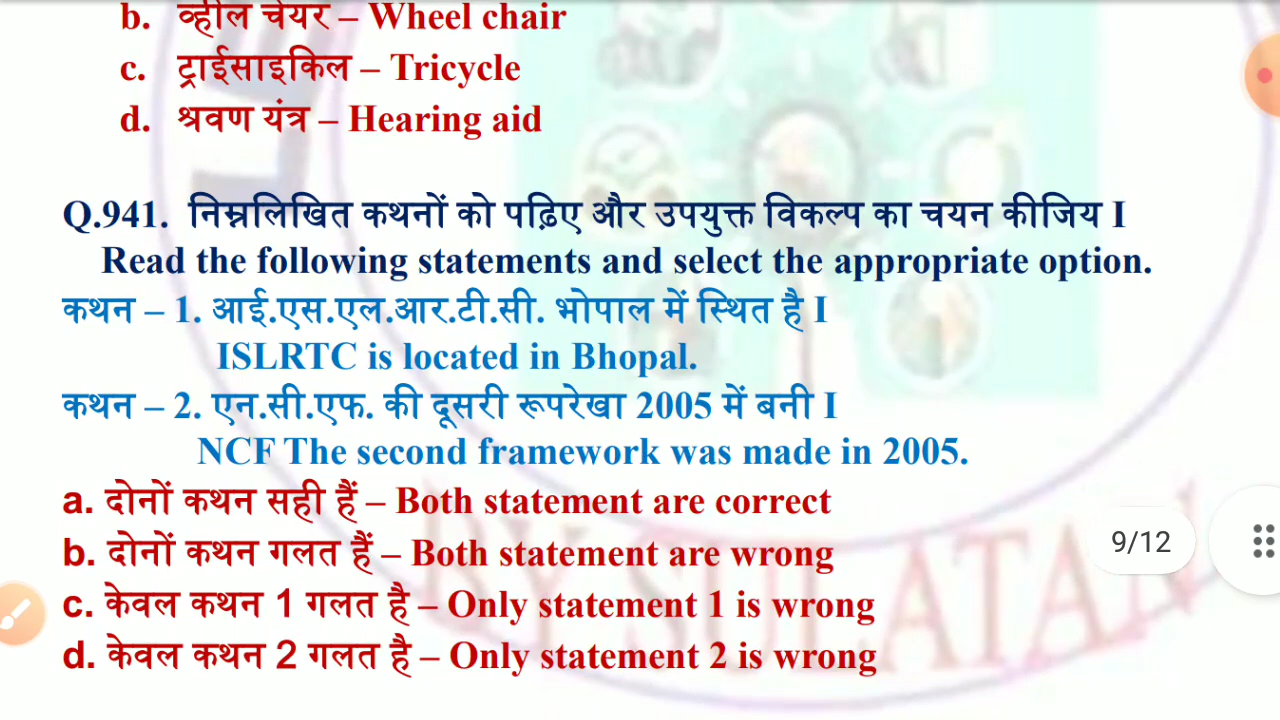 b. व्हील चेयर – Wheel chair
c. ट्राईसाइकिल – Tricycle
d. श्रवण यंत्र – Hearing aid
Q.941. निम्नलिखित कथनों को पढ़िए और उपयुक्त विकल्प का चयन कीजिय I
Read the following statements and select the appropriate option.
कथन – 1. आई.एस.एल.आर.टी.सी. भोपाल में स्थित है I
ISLRTC is located in Bhopal.
कथन – 2. एन.सी.एफ. की दूसरी रूपरेखा 2005 में बनी I
NCF The second framework was made in 2005.
a. दोनों कथन सही हैं – Both statement are correct
b. दोनों कथन गलत हैं – Both statement are wrong
9/12
c. केवल कथन 1 गलत है – Only statement 1 is wrong
d. केवल कथन 2 गलत है – Only statement 2 is wrong